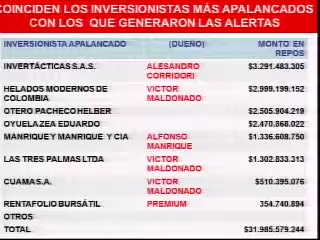 COINCIDEN LOS INVERSIONISTAS MÁS APALANCADOS
CON LOS QUE GENERARON LAS ALERTAS
INVERSIONISTA APALANCADO (DUEÑO) MONTO EN REPOS
INVERTÁCTICAS S.A.S. ALESANDRO CORRIDORI $3.291.483.305
HELADOS MODERNOS DE COLOMBIA VICTOR MALDONADO $2.999.199.152
OTERO PACHECO HELBER $2.505.904.219
OYUELA ZEA EDUARDO $2.470.868.022
MANRIQUE Y MANRIQUE Y CIA ALFONSO MANRIQUE $1.336.608.750
LAS TRES PALMAS LTDA VICTOR MALDONADO $1.302.833.313
CUAMA S.A. VICTOR MALDONADO $510.395.076
RENTAFOLIO BURSÁTIL PREMIUM 354.740.894
OTROS
TOTAL $31.985.579.244